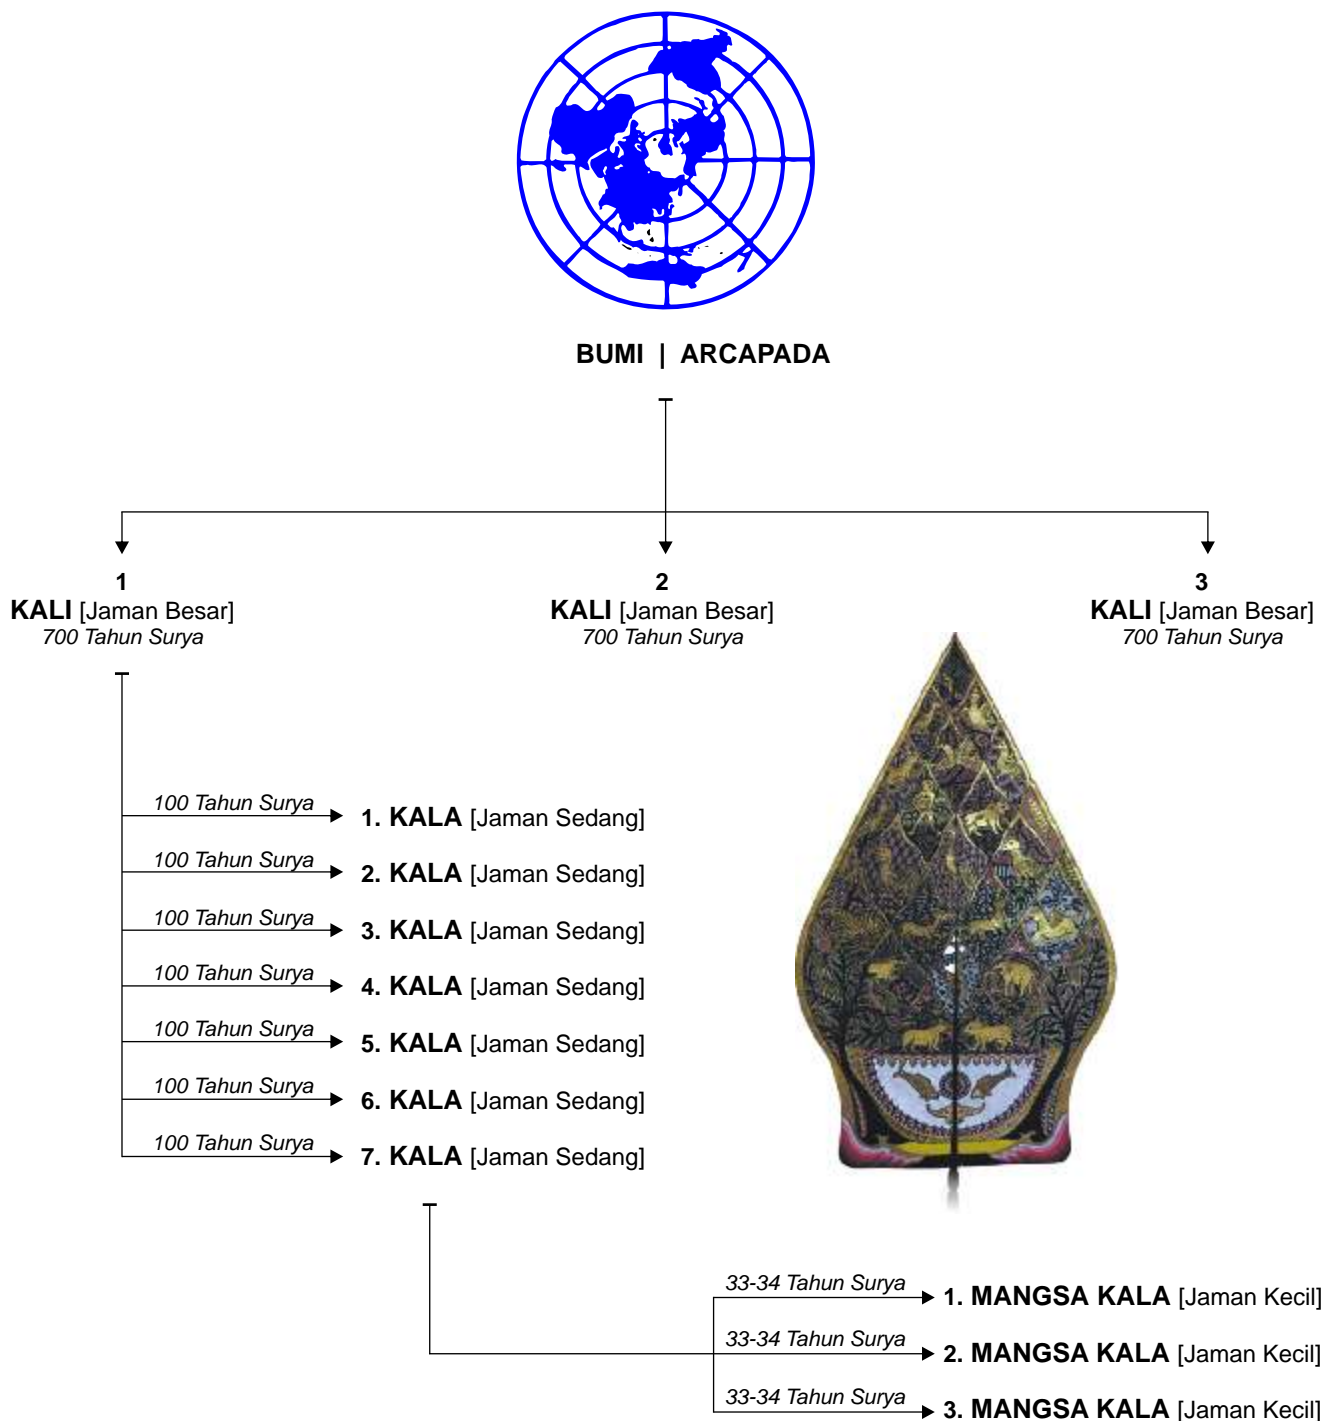 BUMI | ARCAPADA
1
KALI [Jaman Besar]
700 Tahun Surya
2
KALI [Jaman Besar]
700 Tahun Surya
3
KALI [Jaman Besar]
700 Tahun Surya
100 Tahun Surya
1. KALA [Jaman Sedang]
100 Tahun Surya
2. KALA [Jaman Sedang]
100 Tahun Surya
3. KALA [Jaman Sedang]
100 Tahun Surya
4. KALA [Jaman Sedang]
100 Tahun Surya
5. KALA [Jaman Sedang]
100 Tahun Surya
6. KALA [Jaman Sedang]
100 Tahun Surya
7. KALA [Jaman Sedang]
33-34 Tahun Surya
1. MANGSA KALA [Jaman Kecil]
33-34 Tahun Surya
2. MANGSA KALA [Jaman Kecil]
33-34 Tahun Surya
3. MANGSA KALA [Jaman Kecil]